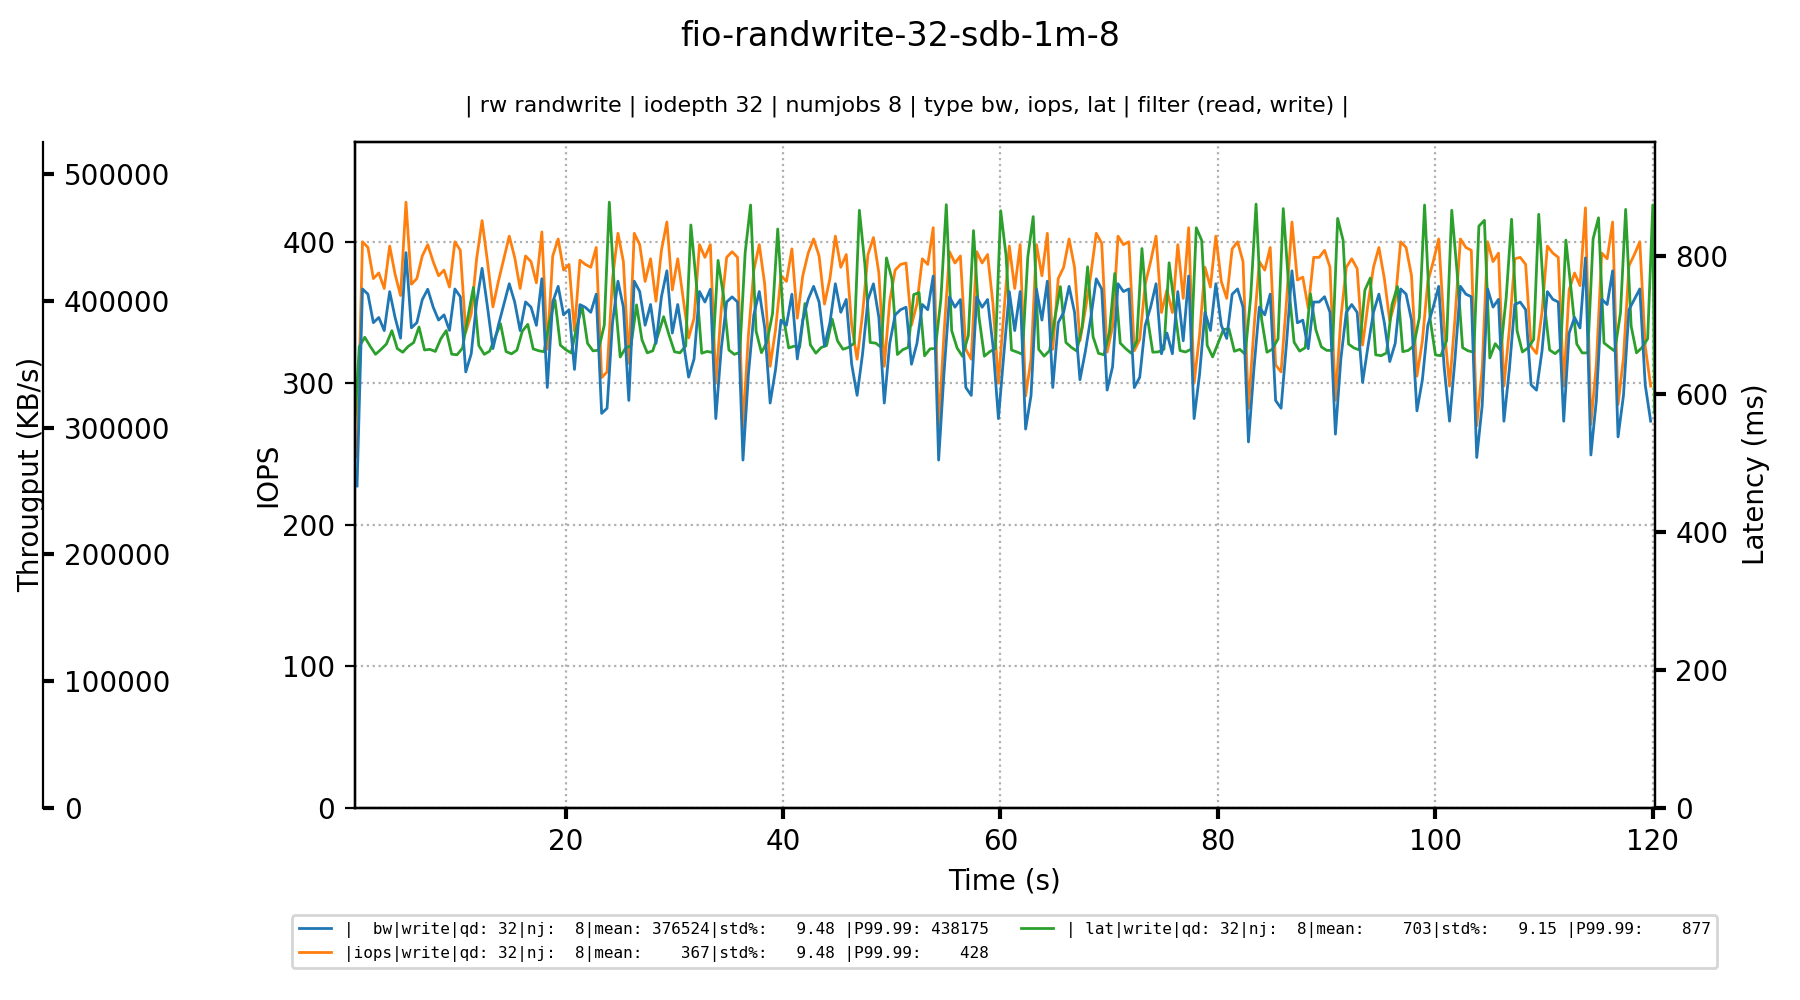 fio-randwrite-32-sdb-1m-8
| rw randwrite | iodepth 32 | numjobs 8 | type bw, iops, lat | filter (read, write) |
Througput (KB/s)
500000
400000
300000
200000
100000
0
IOPS
400
300
200
100
0
800
600
400
200
0
Latency (ms)
20 40 60 80 100 120
Time (s)
|  bw|write|qd: 32|nj:  8|mean: 376524|std%:   9.48 |P99.99: 438175
|iops|write|qd: 32|nj:  8|mean:    367|std%:   9.48 |P99.99:    428
| lat|write|qd: 32|nj:  8|mean:    703|std%:   9.15 |P99.99:    877